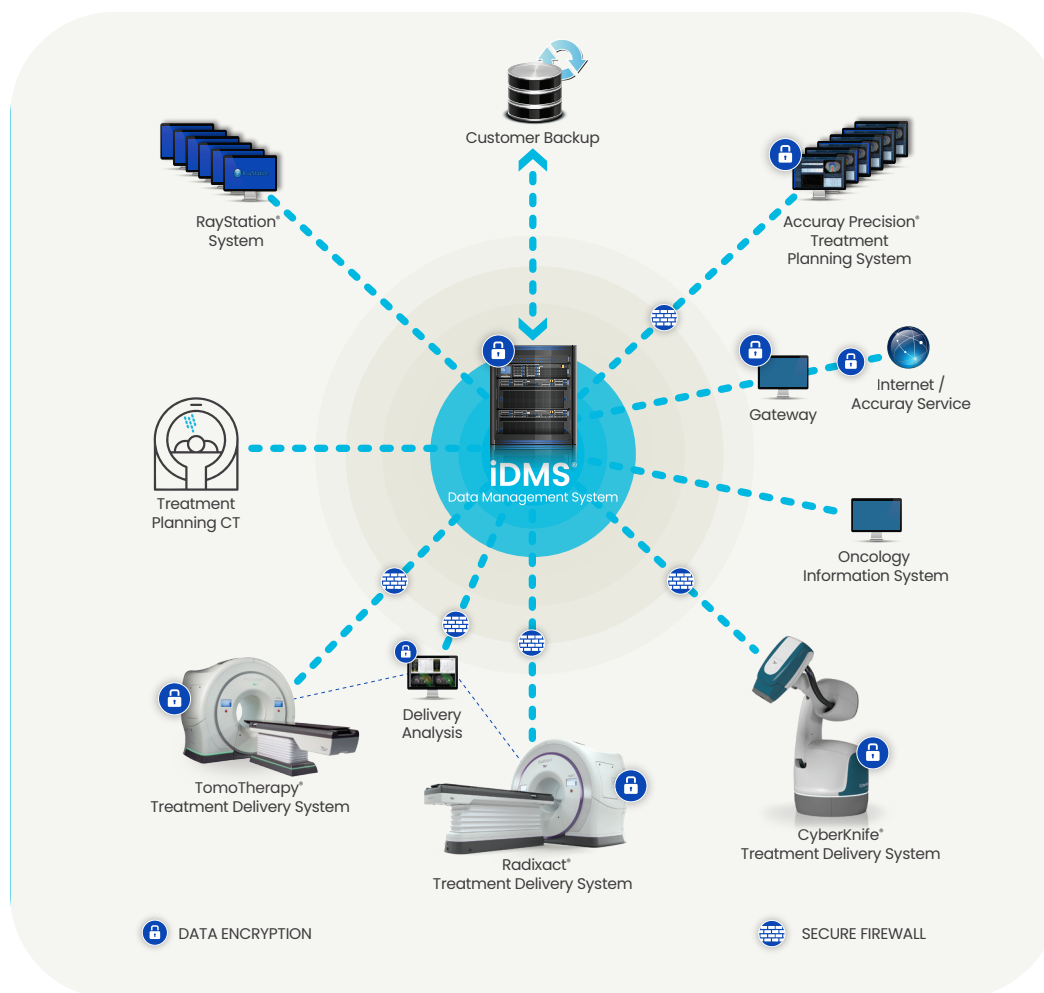 Customer Backup
RayStation®
System
Accuray Precision®
Treatment
Planning System
Gateway
Internet /
Accuray Service
Treatment
Planning CT
iDMS®
Data Management System
Oncology
Information System
Delivery
Analysis
TomoTherapy®
Treatment Delivery System
CyberKnife®
Treatment Delivery System
Radixact®
Treatment Delivery System
DATA ENCRYPTION
SECURE FIREWALL